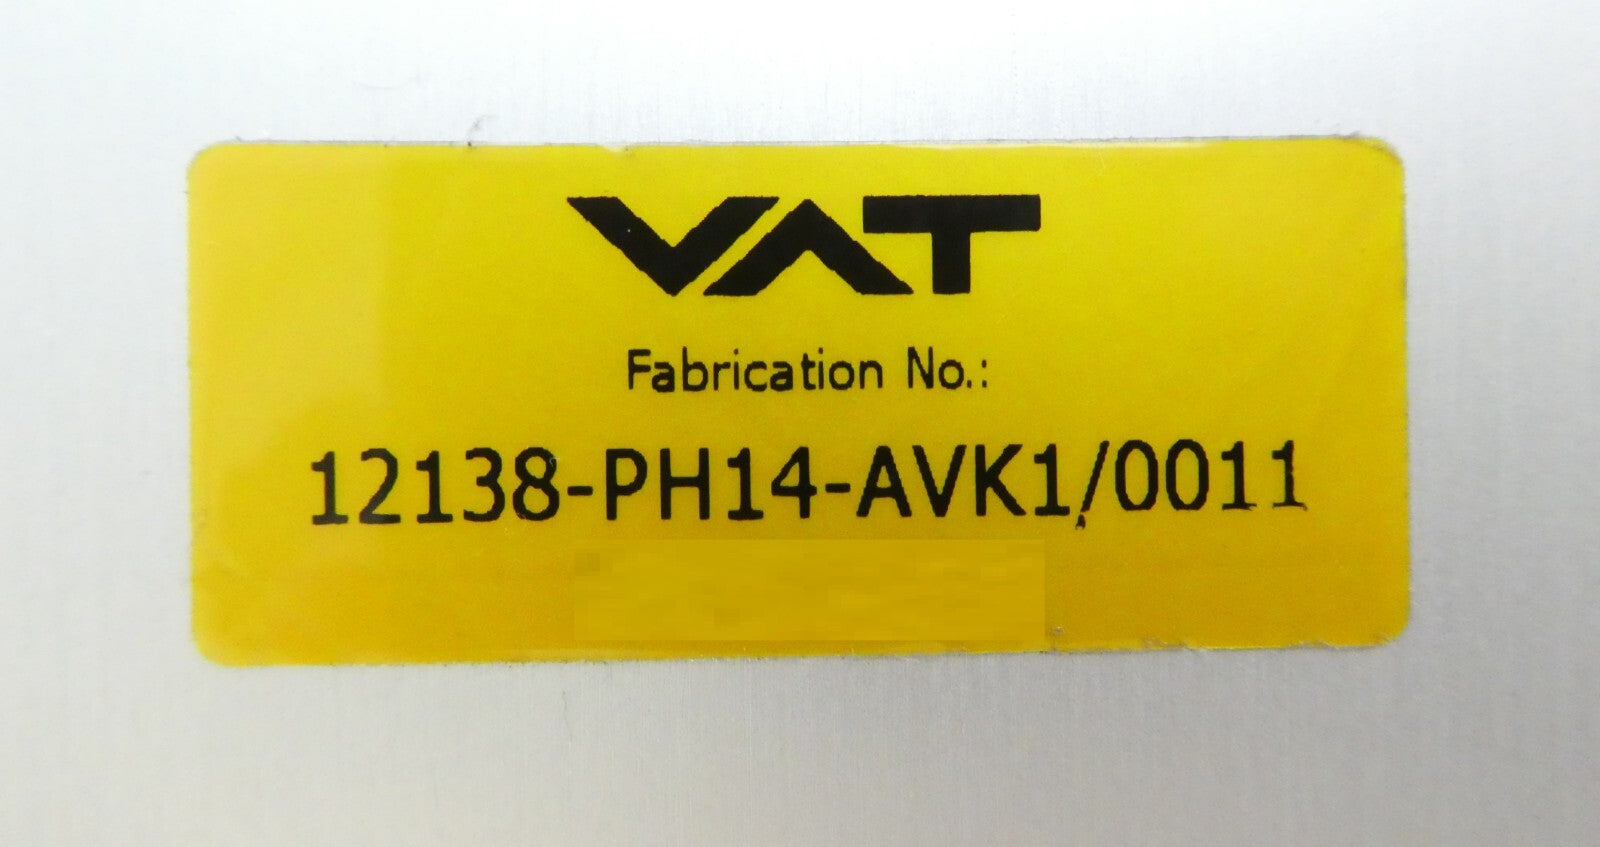 VAT
Fabrication No.:
12138-PH14-AVK1/0011